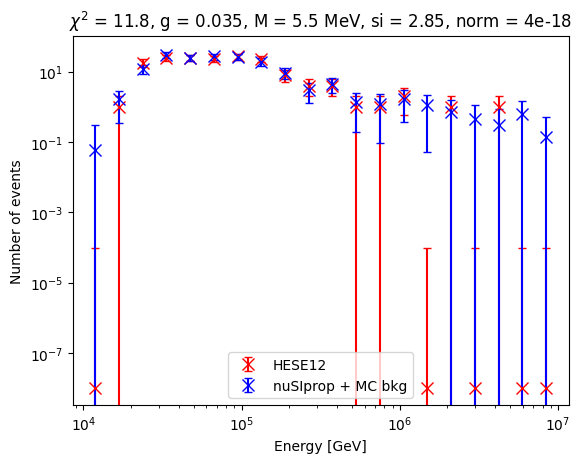 χ² = 11.8, g = 0.035, M = 5.5 MeV, si = 2.85, norm = 4e-18
Number of events
10¹
10⁻¹
10⁻³
10⁻⁵
10⁻⁷
HESE12
nuSIprop + MC bkg
10⁴ 10⁵ 10⁶ 10⁷
Energy [GeV]